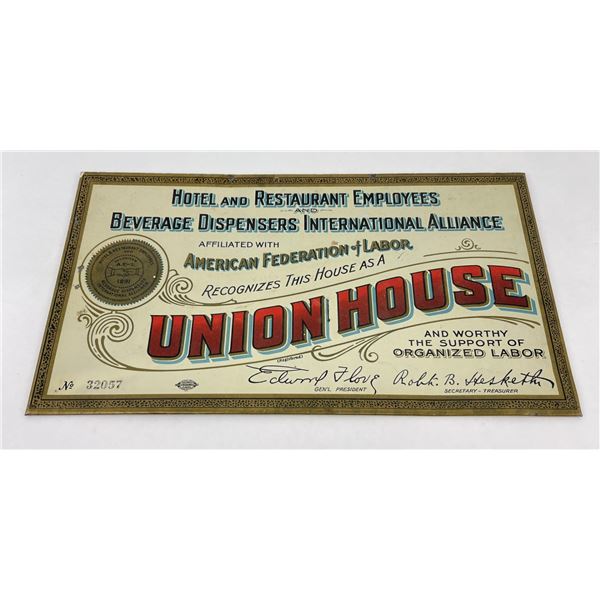 HOTEL AND RESTAURANT EMPLOYEES
AND
BEVERAGE DISPENSERS INTERNATIONAL ALLIANCE
AFFILIATED WITH
AMERICAN FEDERATION of LABOR
RECOGNIZES THIS HOUSE AS A
UNION HOUSE
(Registered)
AND WORTHY
THE SUPPORT OF
ORGANIZED LABOR
1891
No 32057
Edward Flore
GEN'L PRESIDENT
Robt. B. Hesketh
SECRETARY-TREASURER